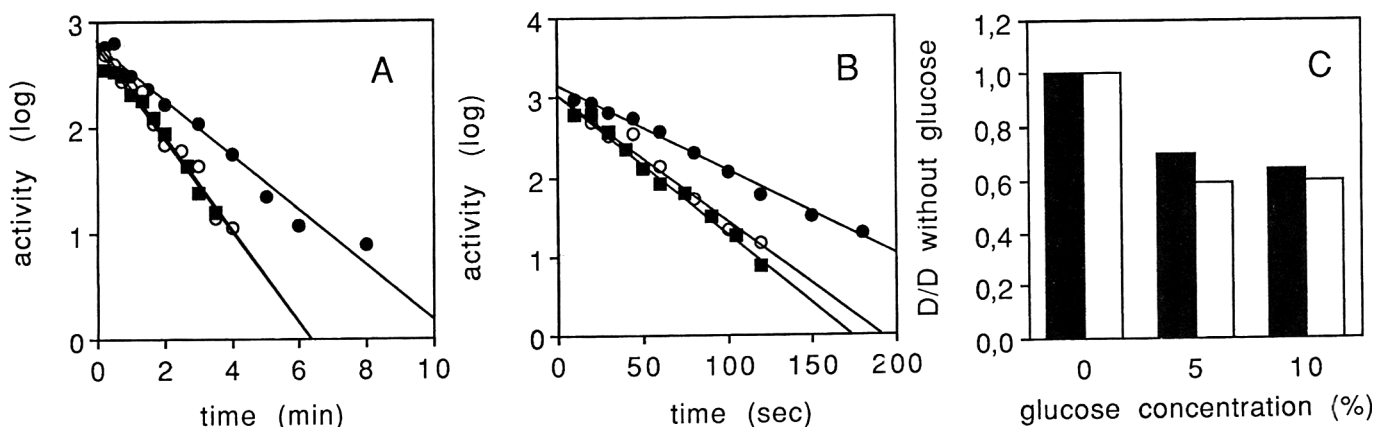 activity (log)
3
2
1
0
A
0 2 4 6 8 10
time (min)
activity (log)
4
3
2
1
0
B
0 50 100 150 200
time (sec)
D/D without glucose
1,2
1,0
0,8
0,6
0,4
0,2
0,0
C
0 5 10
glucose concentration (%)